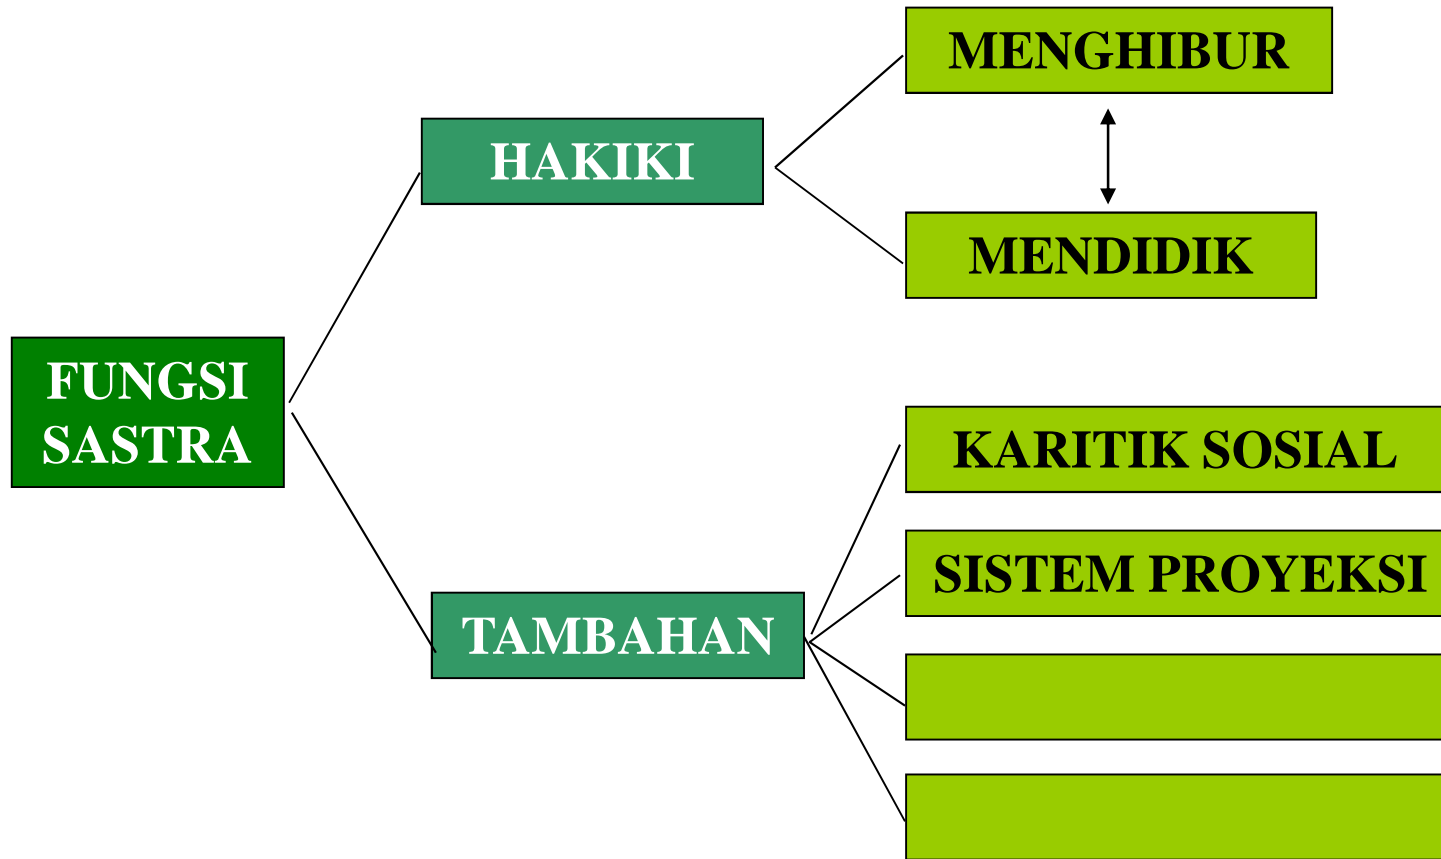 MENGHIBUR
HAKIKI
MENDIDIK
FUNGSI
SASTRA
KARITIK SOSIAL
SISTEM PROYEKSI
TAMBAHAN